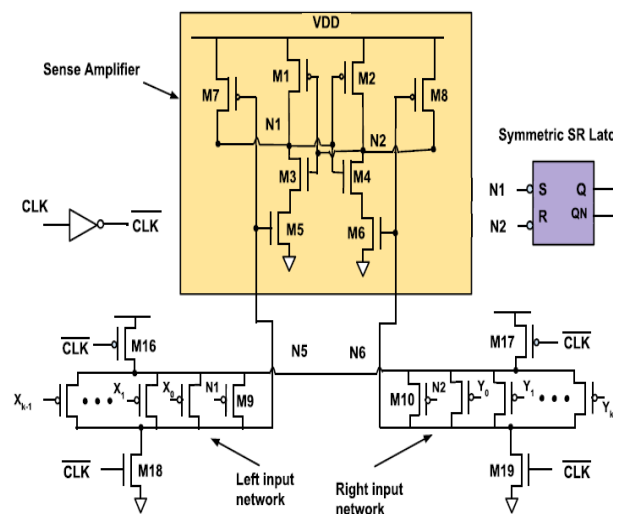 VDD
Sense Amplifier
M7
M1
M2
M8
N1
N2
Symmetric SR Latc
M3
M4
N1
S
Q
CLK
CLK
M5
M6
N2
R
QN
CLK
M16
N5
N6
M17
CLK
Xk-1
X1
X0
N1
M9
M10
N2
Y0
Y1
Yk
CLK
M18
Left input
network
Right input
network
M19
CLK